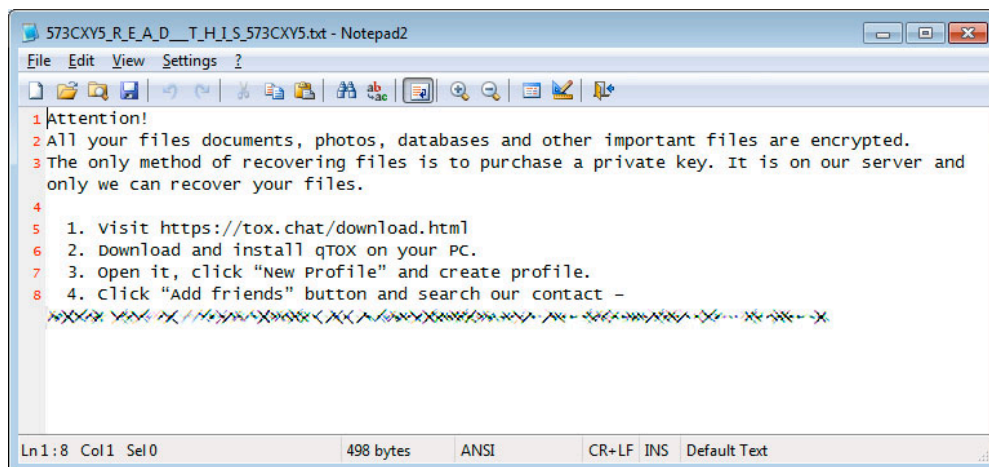 573CXY5_R_E_A_D___T_H_I_S_573CXY5.txt - Notepad2
File Edit View Settings ?
1 Attention!
2 All your files documents, photos, databases and other important files are encrypted.
3 The only method of recovering files is to purchase a private key. It is on our server and
only we can recover your files.
4
5 1. Visit https://tox.chat/download.html
6 2. Download and install qTOX on your PC.
7 3. Open it, click “New Profile” and create profile.
8 4. Click “Add friends” button and search our contact –
Ln 1 : 8 Col 1 Sel 0 498 bytes ANSI CR+LF INS Default Text